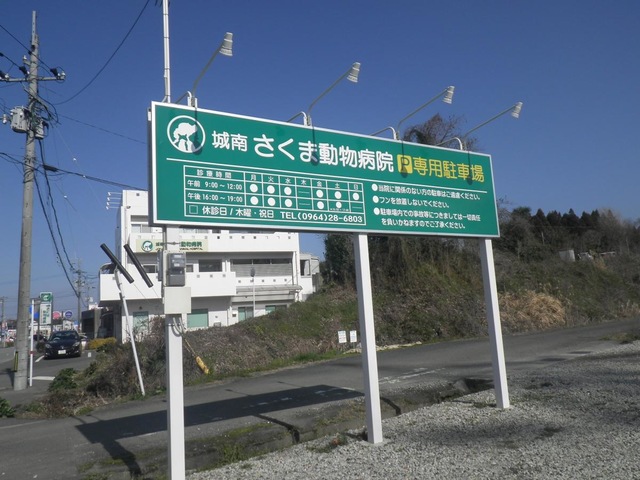 城南 さくま動物病院 P専用駐車場
診療時間 月 火 水 木 金 土 日
午前 9:00～12:00 ● ● ● ● ● ●
午後 16:00～19:00 ● ● ● ● ●
休診日／水曜・祝日 TEL(0964)28-6803
●当院に関係のない方の駐車はご遠慮ください。
●フンを放置しないでください。
●駐車場内での事故等につきましては一切責任
を負いかねますのでご了承ください。
動物病院